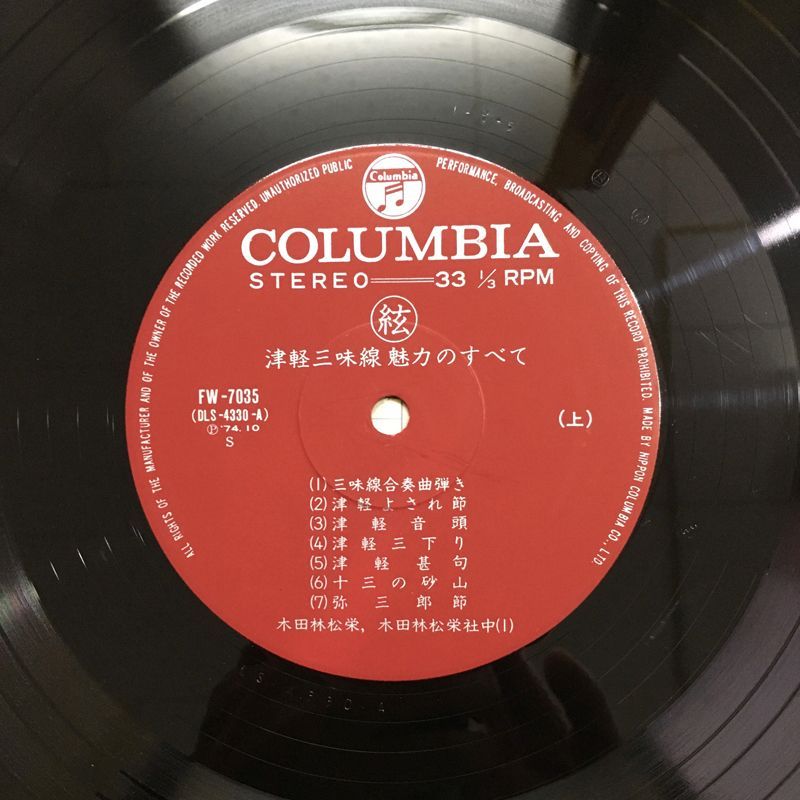 Columbia
ALL RIGHTS OF THE MANUFACTURER AND OF THE OWNER OF THE RECORDED WORK RESERVED. UNAUTHORIZED PUBLIC PERFORMANCE, BROADCASTING AND COPYING OF THIS RECORD PROHIBITED. MADE BY NIPPON COLUMBIA CO., LTD.
COLUMBIA
STEREO 33 1/3 RPM
絃
津軽三味線 魅力のすべて
FW-7035
(DLS-4330-A)
Ⓟ '74.10
S
(上)
(1)三味線合奏曲弾き
(2)津軽よされ節
(3)津軽音頭
(4)津軽三下り
(5)津軽甚句
(6)十三の砂山
(7)弥三郎節
木田林松栄, 木田林松栄社中(1)